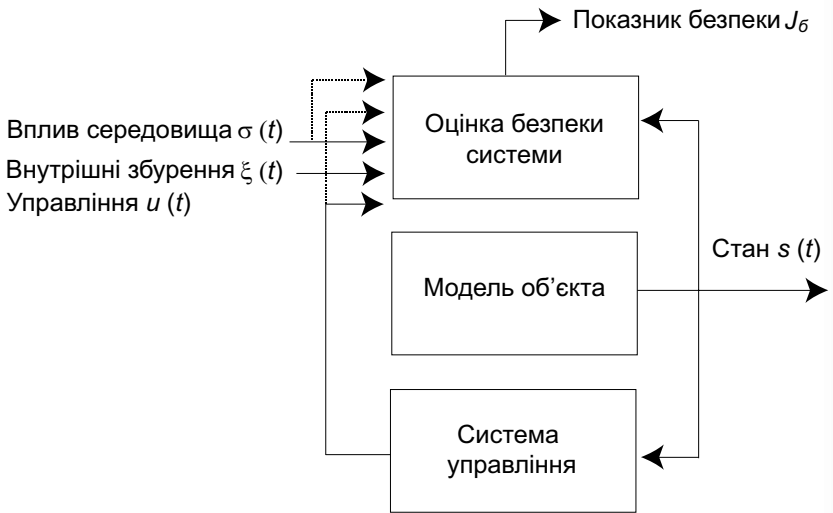 Показник безпеки Jб
Оцінка безпеки
системи
Вплив середовища σ (t)
Внутрішні збурення ξ (t)
Управління u (t)
Стан s (t)
Модель об’єкта
Система
управління